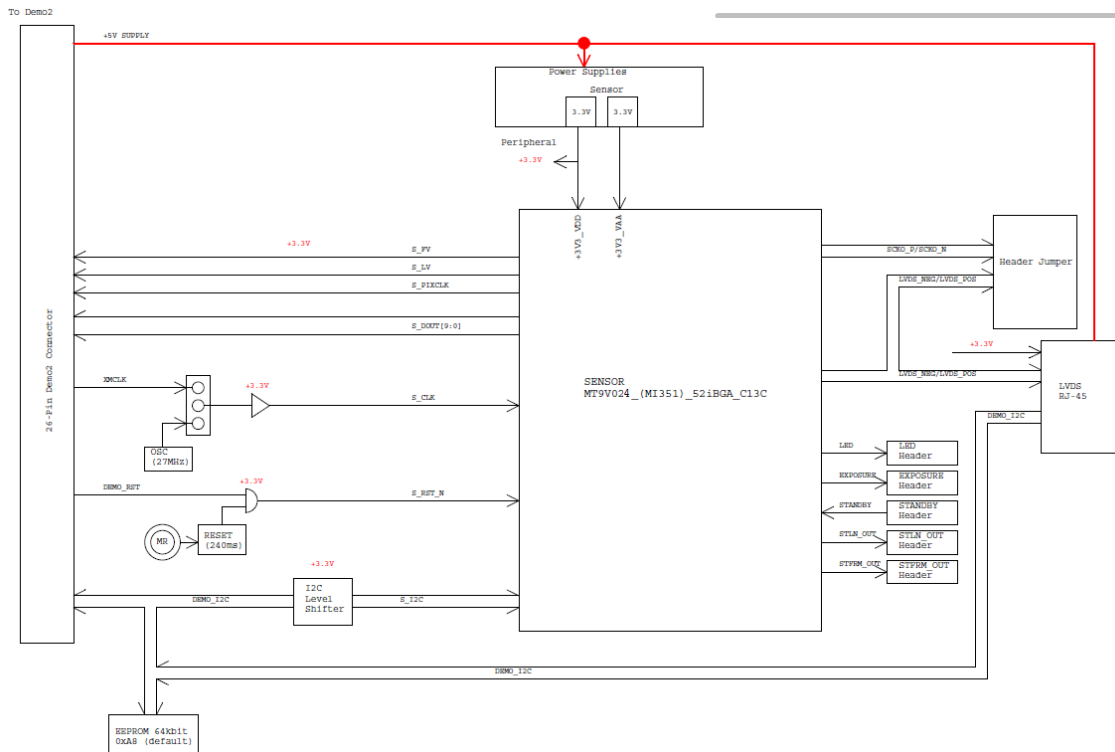 To Demo2
+5V SUPPLY
Power Supplies
Sensor
3.3V
3.3V
Peripheral
+3.3V
+3V3_VDD
+3V3_VAA
+3.3V
S_FV
S_LV
S_PIXCLK
S_DOUT[9:0]
26-Pin Demo2 Connector
XMCLK
+3.3V
S_CLK
OSC
(27MHz)
DEMO_RST
+3.3V
S_RST_N
MR
RESET
(240ms)
+3.3V
I2C
Level
Shifter
DEMO_I2C
S_I2C
SENSOR
MT9V024_(MI351)_52iBGA_C13C
SCKO_P/SCKO_N
Header Jumper
LVDS_NEG/LVDS_POS
+3.3V
LVDS_NEG/LVDS_POS
LVDS
RJ-45
DEMO_I2C
LED
LED
Header
EXPOSURE
EXPOSURE
Header
STANDBY
STANDBY
Header
STLN_OUT
STLN_OUT
Header
STFRM_OUT
STFRM_OUT
Header
DEMO_I2C
EEPROM 64kbit
0xA8 (default)